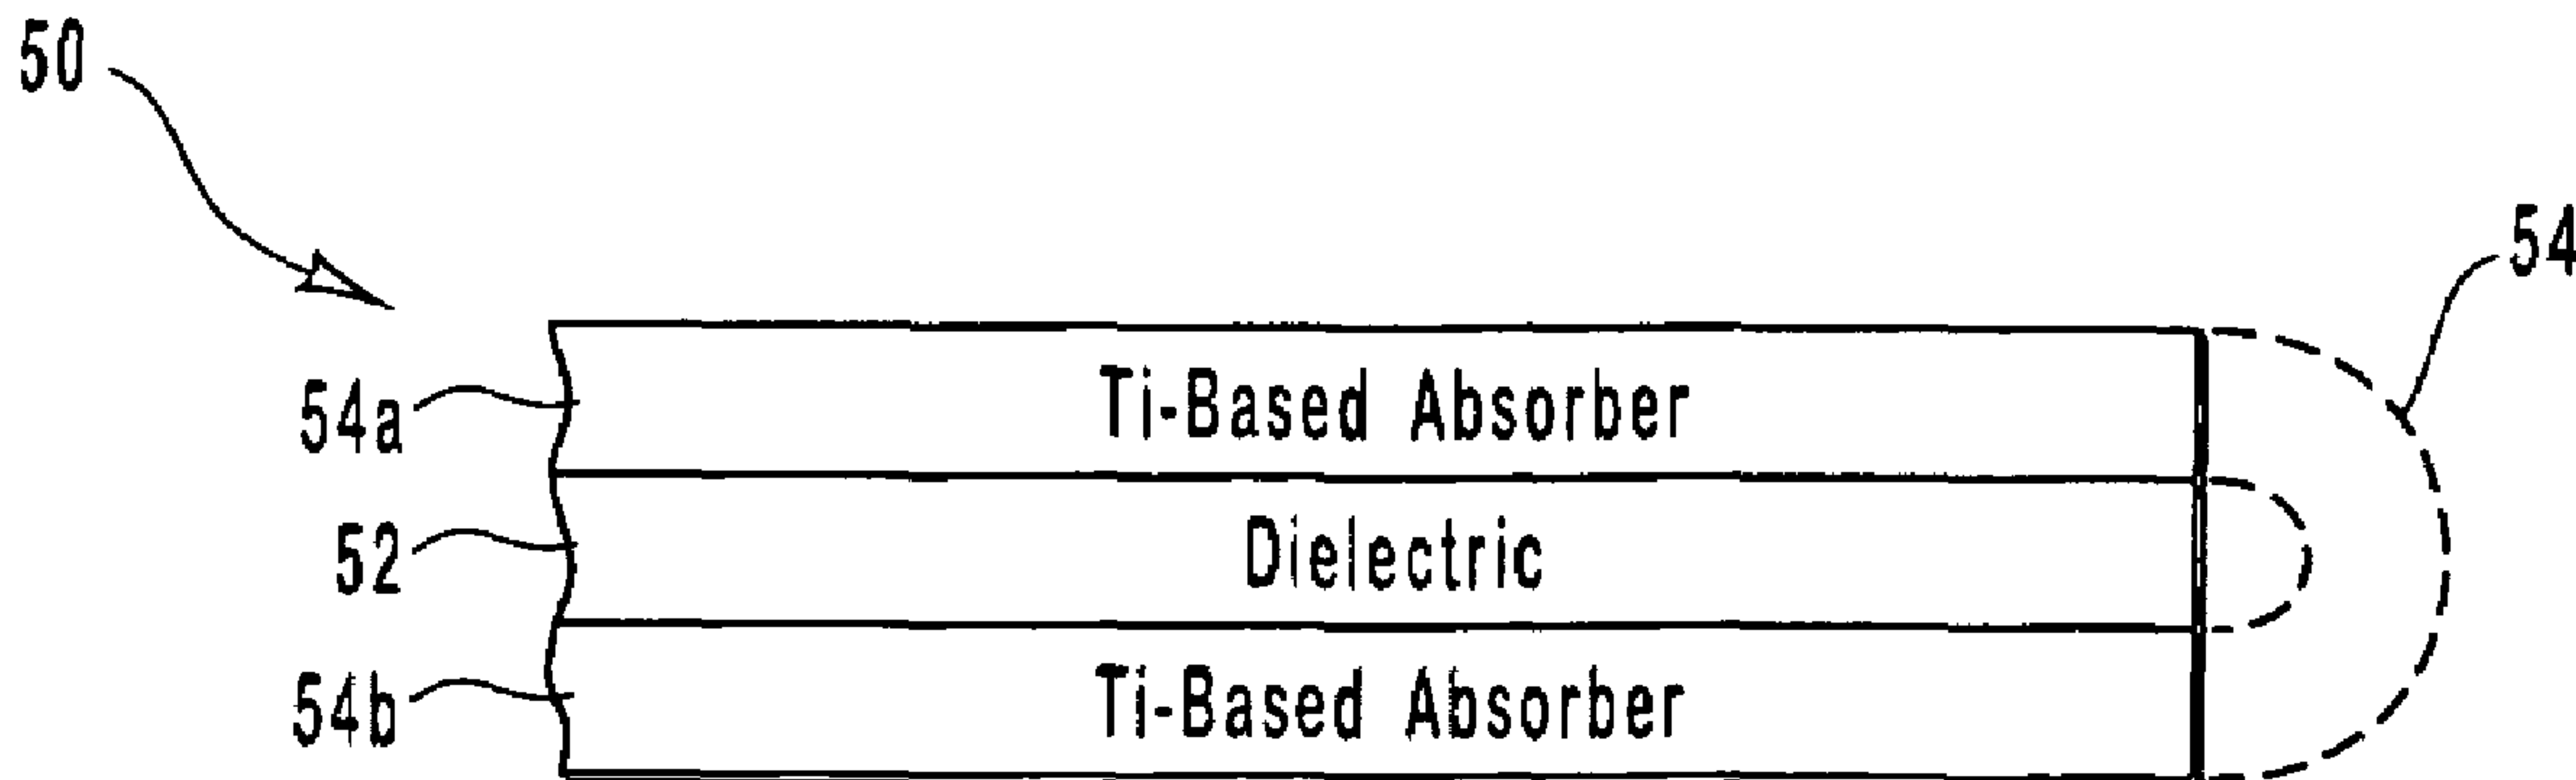 50
54
54a Ti-Based Absorber
52 Dielectric
54b Ti-Based Absorber